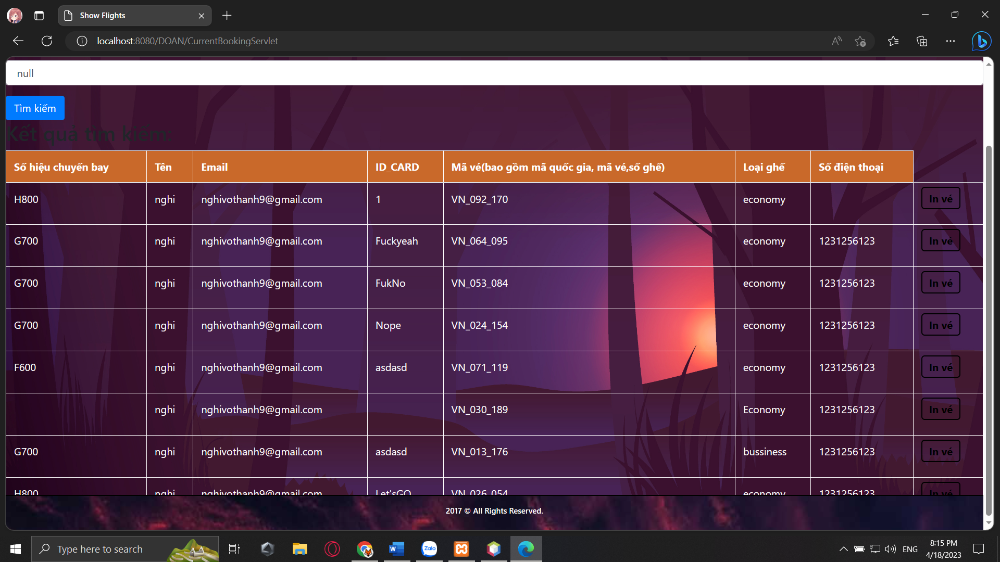 Show Flights
localhost:8080/DOAN/CurrentBookingServlet
null
Tìm kiếm
Kết quả tìm kiếm:
Số hiệu chuyến bay Tên Email ID_CARD Mã vé(bao gồm mã quốc gia, mã vé,số ghế) Loại ghế Số điện thoại
H800 nghi nghivothanh9@gmail.com 1 VN_092_170 economy In vé
G700 nghi nghivothanh9@gmail.com Fuckyeah VN_064_095 economy 1231256123 In vé
G700 nghi nghivothanh9@gmail.com FukNo VN_053_084 economy 1231256123 In vé
G700 nghi nghivothanh9@gmail.com Nope VN_024_154 economy 1231256123 In vé
F600 nghi nghivothanh9@gmail.com asdasd VN_071_119 economy 1231256123 In vé
nghi nghivothanh9@gmail.com VN_030_189 Economy 1231256123 In vé
G700 nghi nghivothanh9@gmail.com asdasd VN_013_176 bussiness 1231256123 In vé
H800 nghi nghivothanh9@gmail.com Let'sGO VN_026_054 economy 1231256123 In vé
2017 © All Rights Reserved.
Type here to search
Zalo
ENG
8:15 PM
4/18/2023